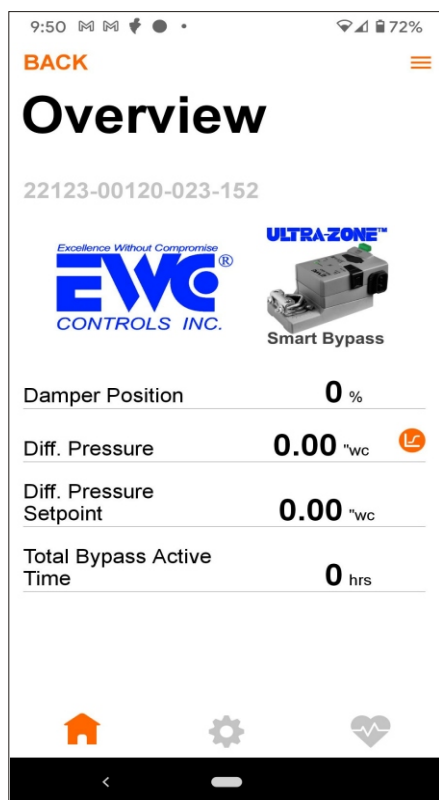 9:50
72%
BACK
Overview
22123-00120-023-152
Excellence Without Compromise
EWC®
CONTROLS INC.
ULTRA-ZONE™
Smart Bypass
Damper Position 0 %
Diff. Pressure 0.00 "wc
Diff. Pressure
Setpoint 0.00 "wc
Total Bypass Active
Time 0 hrs